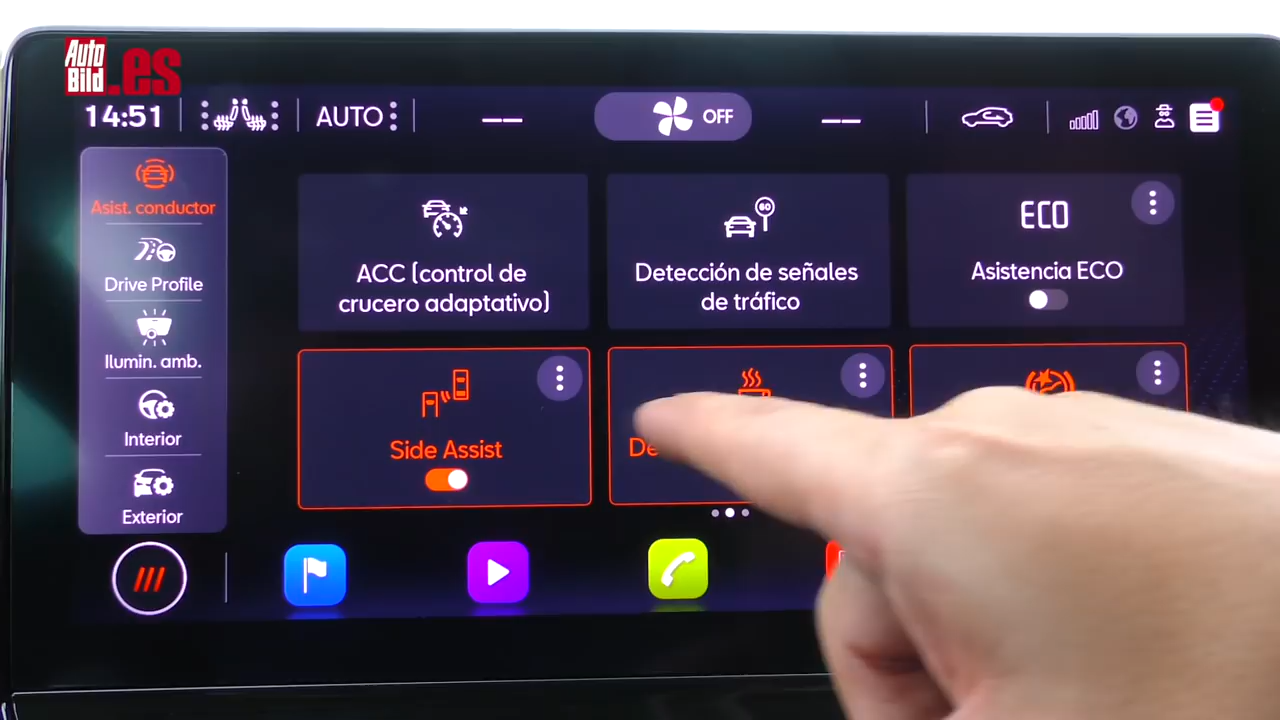 Auto
Bild
.es
14:51
AUTO
OFF
Asist. conductor
Drive Profile
Ilumin. amb.
Interior
Exterior
ACC (control de
crucero adaptativo)
60
Detección de señales
de tráfico
ECO
Asistencia ECO
Side Assist